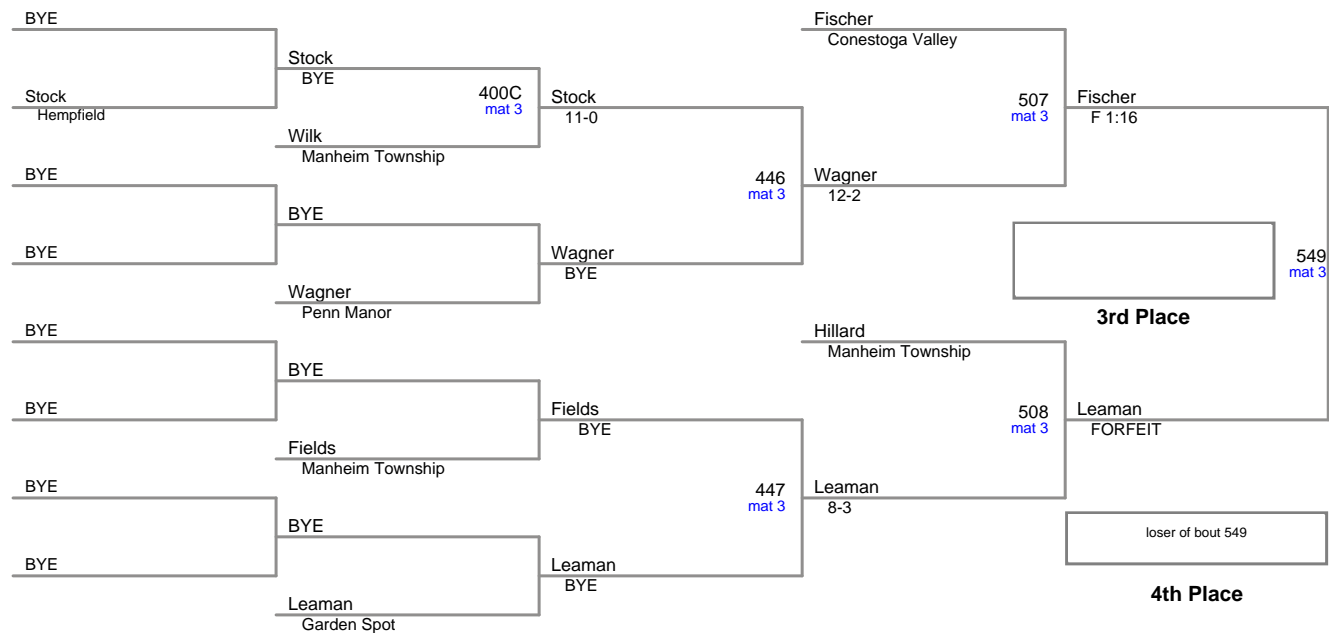 BYE
Stock
Hempfield
BYE
BYE
BYE
BYE
BYE
BYE
Stock
BYE
Wilk
Manheim Township
BYE
Wagner
Penn Manor
BYE
Fields
Manheim Township
BYE
Leaman
Garden Spot
400C
mat 3
Stock
11-0
Wagner
BYE
Fields
BYE
Leaman
BYE
446
mat 3
447
mat 3
Fischer
Conestoga Valley
Wagner
12-2
Hillard
Manheim Township
Leaman
8-3
507
mat 3
508
mat 3
Fischer
F 1:16
Leaman
FORFEIT
549
mat 3
3rd Place
loser of bout 549
4th Place